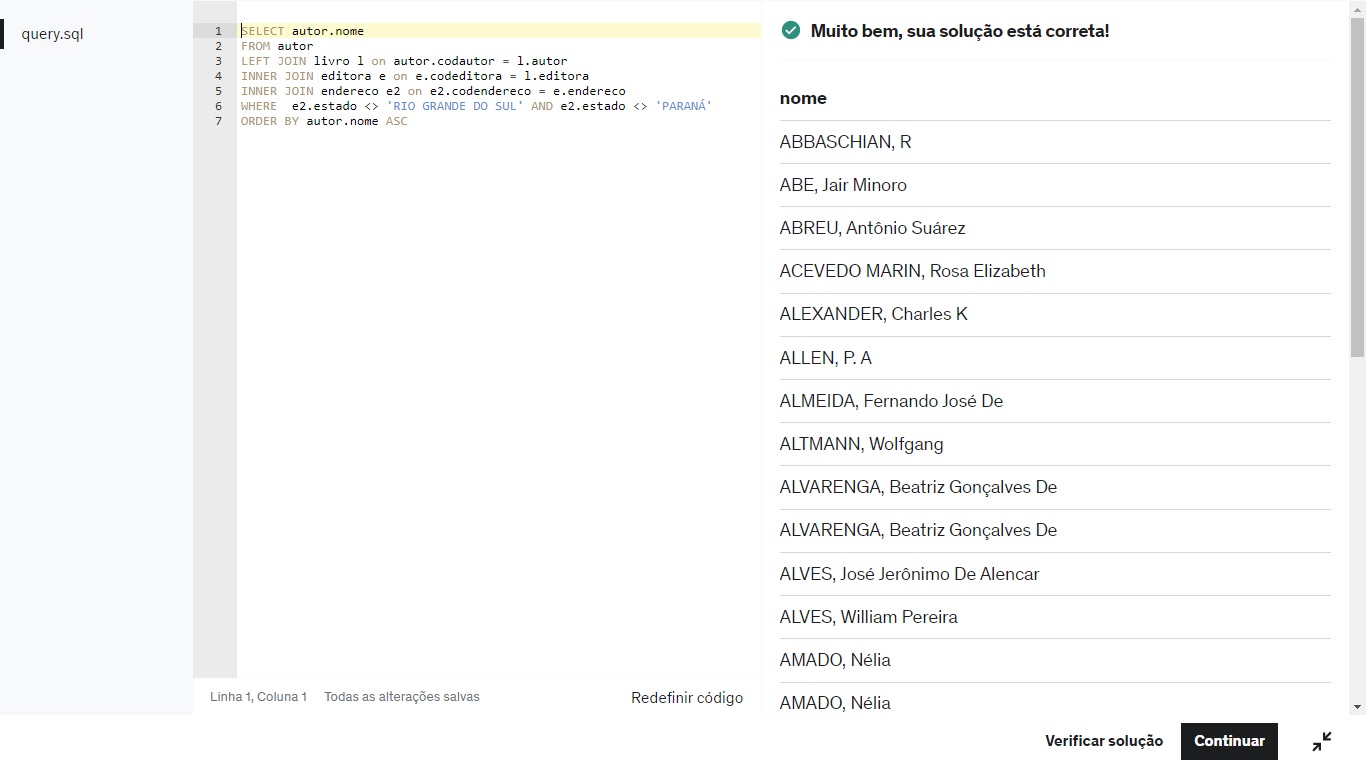 query.sql
1 SELECT autor.nome
2 FROM autor
3 LEFT JOIN livro l on autor.codautor = l.autor
4 INNER JOIN editora e on e.codeditora = l.editora
5 INNER JOIN endereco e2 on e2.codendereco = e.endereco
6 WHERE  e2.estado <> 'RIO GRANDE DO SUL' AND e2.estado <> 'PARANÁ'
7 ORDER BY autor.nome ASC
Linha 1, Coluna 1 Todas as alterações salvas Redefinir código
Muito bem, sua solução está correta!
nome
ABBASCHIAN, R
ABE, Jair Minoro
ABREU, Antônio Suárez
ACEVEDO MARIN, Rosa Elizabeth
ALEXANDER, Charles K
ALLEN, P. A
ALMEIDA, Fernando José De
ALTMANN, Wolfgang
ALVARENGA, Beatriz Gonçalves De
ALVARENGA, Beatriz Gonçalves De
ALVES, José Jerônimo De Alencar
ALVES, William Pereira
AMADO, Nélia
AMADO, Nélia
Verificar solução Continuar